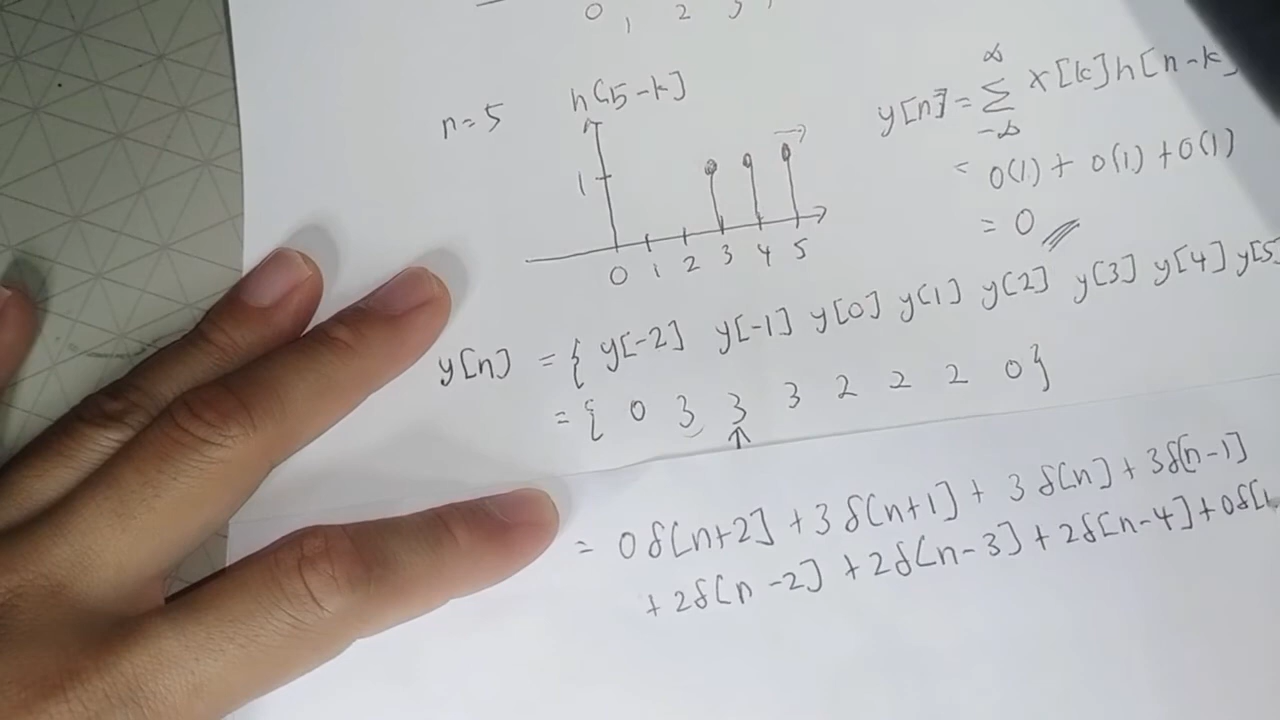 0 1 2 3
n=5 h[5-k]
1
0 1 2 3 4 5
y[n] = ∞ Σ -∞ x[k]h[n-k]
= 0(1) + 0(1) + 0(1)
= 0
y[n] = { y[-2] y[-1] y[0] y[1] y[2] y[3] y[4] y[5]
= { 0 3 3 3 2 2 2 0 }
↑
= 0δ[n+2] + 3δ[n+1] + 3δ[n] + 3δ[n-1]
+ 2δ[n-2] + 2δ[n-3] + 2δ[n-4] + 0δ[